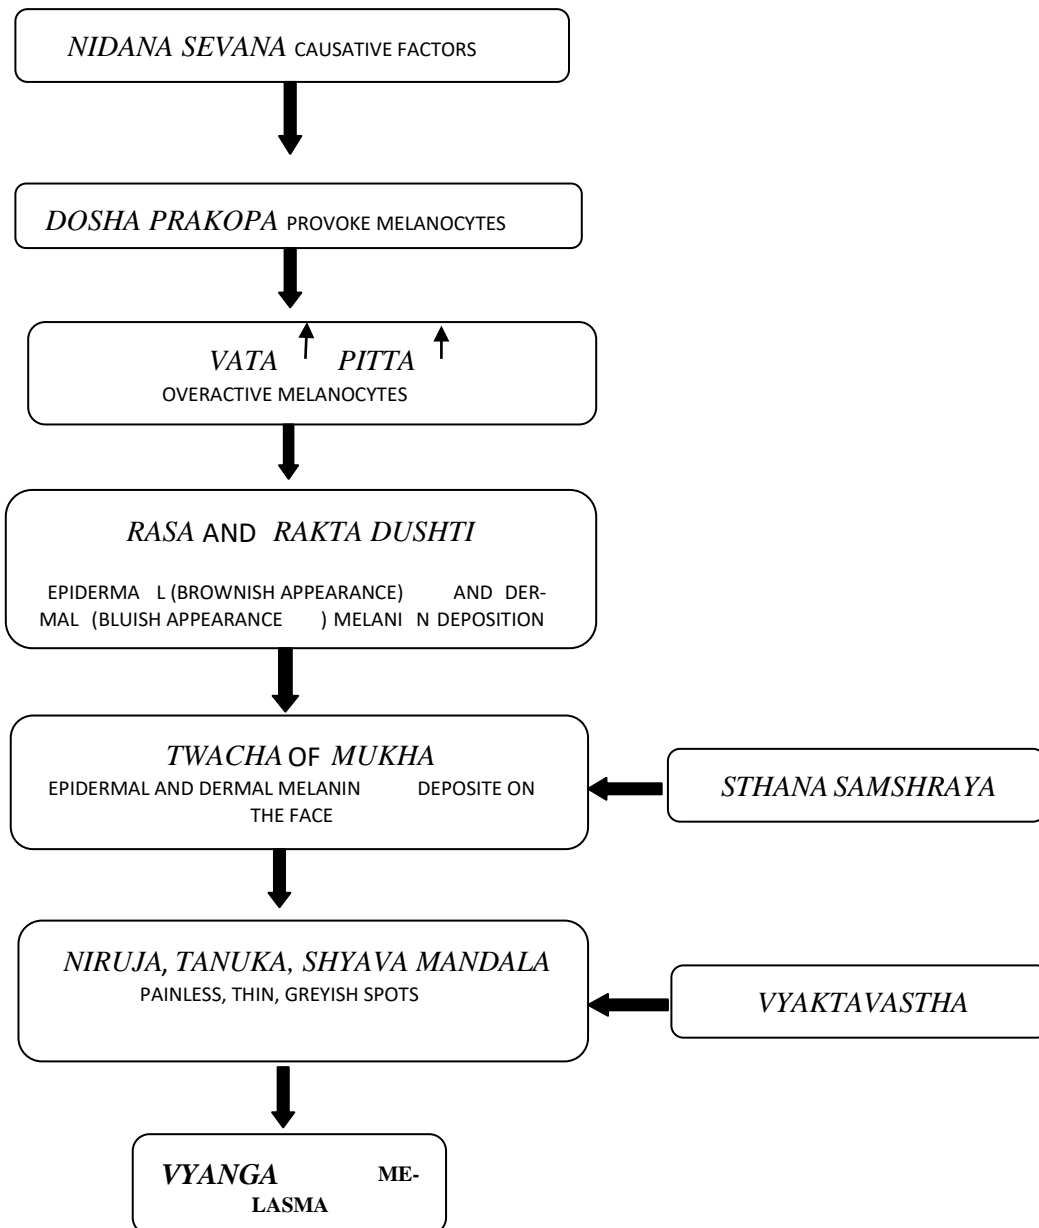 NIDANA SEVANA CAUSATIVE FACTORS
DOSHA PRAKOPA PROVOKE MELANOCYTES
VATA PITTA
OVERACTIVE MELANOCYTES
RASA AND RAKTA DUSHTI
EPIDERMA L (BROWNISH APPEARANCE) AND DER-
MAL (BLUISH APPEARANCE ) MELANI N DEPOSITION
TWACHA OF MUKHA
EPIDERMAL AND DERMAL MELANIN DEPOSITE ON
THE FACE
STHANA SAMSHRAYA
NIRUJA, TANUKA, SHYAVA MANDALA
PAINLESS, THIN, GREYISH SPOTS
VYAKTAVASTHA
VYANGA ME-
LASMA